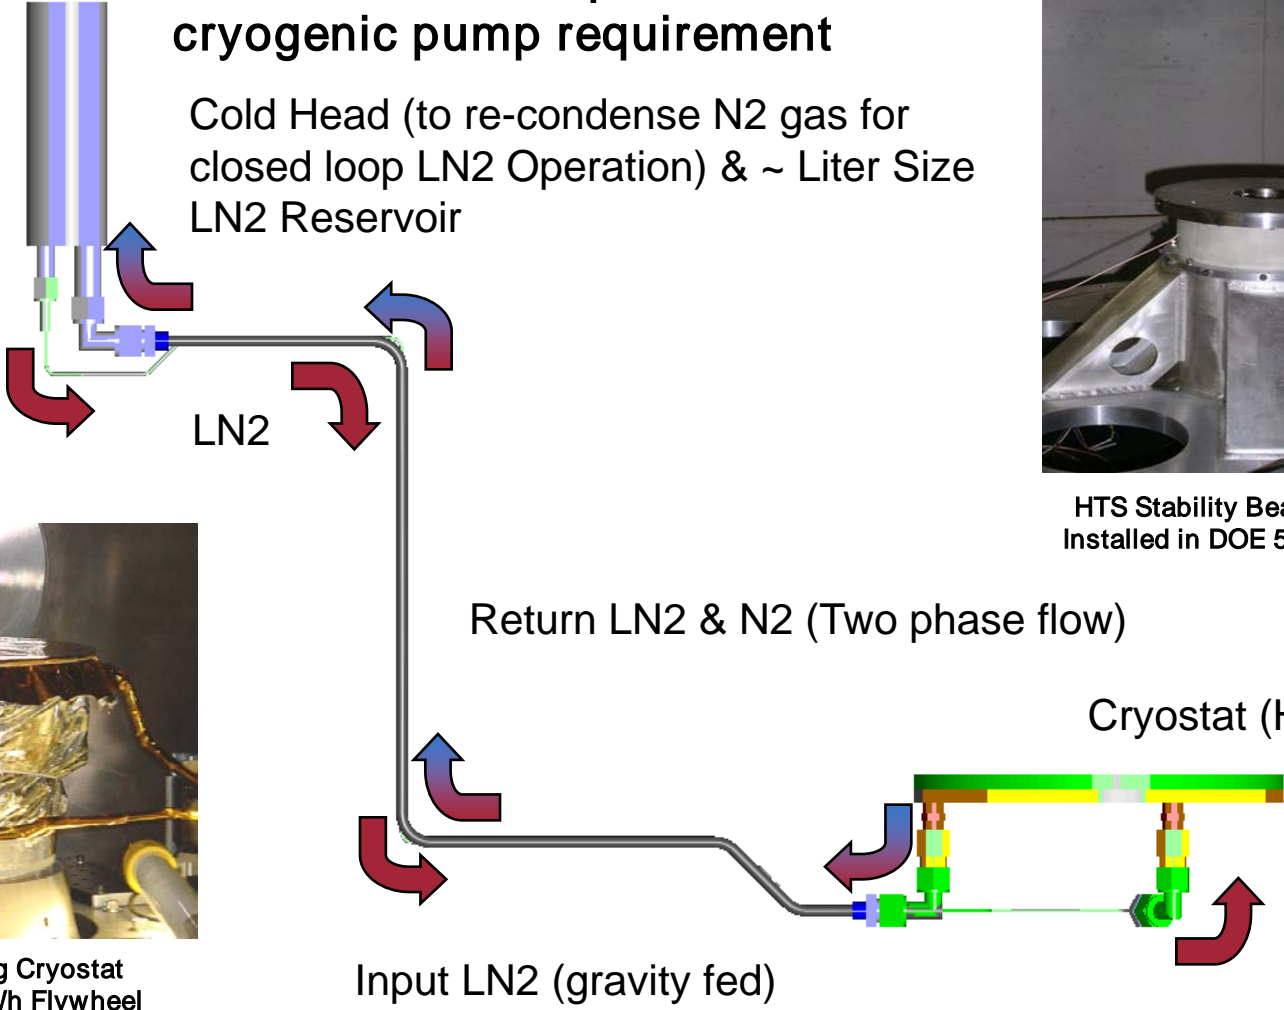 cryogenic pump requirement
Cold Head (to re-condense N2 gas for
closed loop LN2 Operation) & ~ Liter Size
LN2 Reservoir
LN2
HTS Stability
Installed in DOE
Return LN2 & N2 (Two phase flow)
Cryostat
Cryostat
Flywheel
Input LN2 (gravity fed)